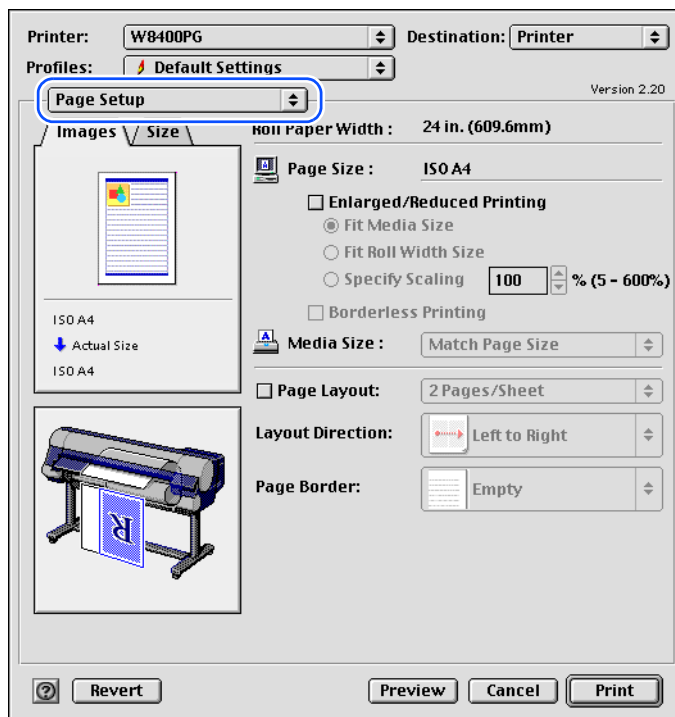 Printer: W8400PG Destination: Printer
Profiles: Default Settings
Version 2.20
Page Setup
Images Size
Roll Paper Width : 24 in. (609.6mm)
Page Size : ISO A4
Enlarged/Reduced Printing
Fit Media Size
Fit Roll Width Size
Specify Scaling 100 % (5 - 600%)
Borderless Printing
ISO A4
Actual Size
ISO A4
Media Size : Match Page Size
Page Layout: 2 Pages/Sheet
Layout Direction: Left to Right
Page Border: Empty
R
? Revert Preview Cancel Print